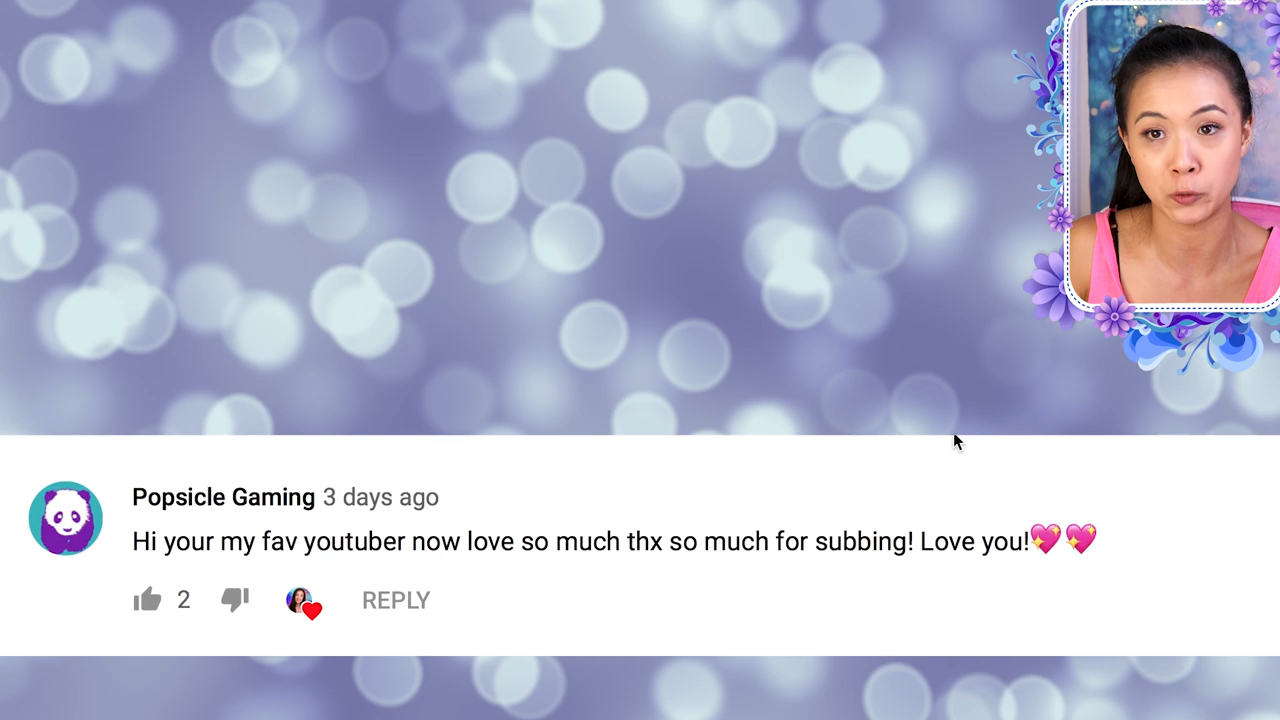 Popsicle Gaming 3 days ago
Hi your my fav youtuber now love so much thx so much for subbing! Love you!💖💖
2 REPLY